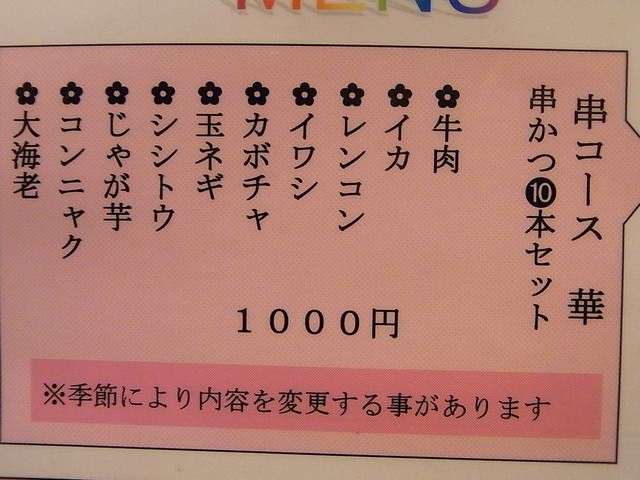 MENU
串コース 華
串かつ❿本セット
✿牛肉
✿イカ
✿レンコン
✿イワシ
✿カボチャ
✿玉ネギ
✿シシトウ
✿じゃが芋
✿コンニャク
✿大海老
1000円
※季節により内容を変更する事があります